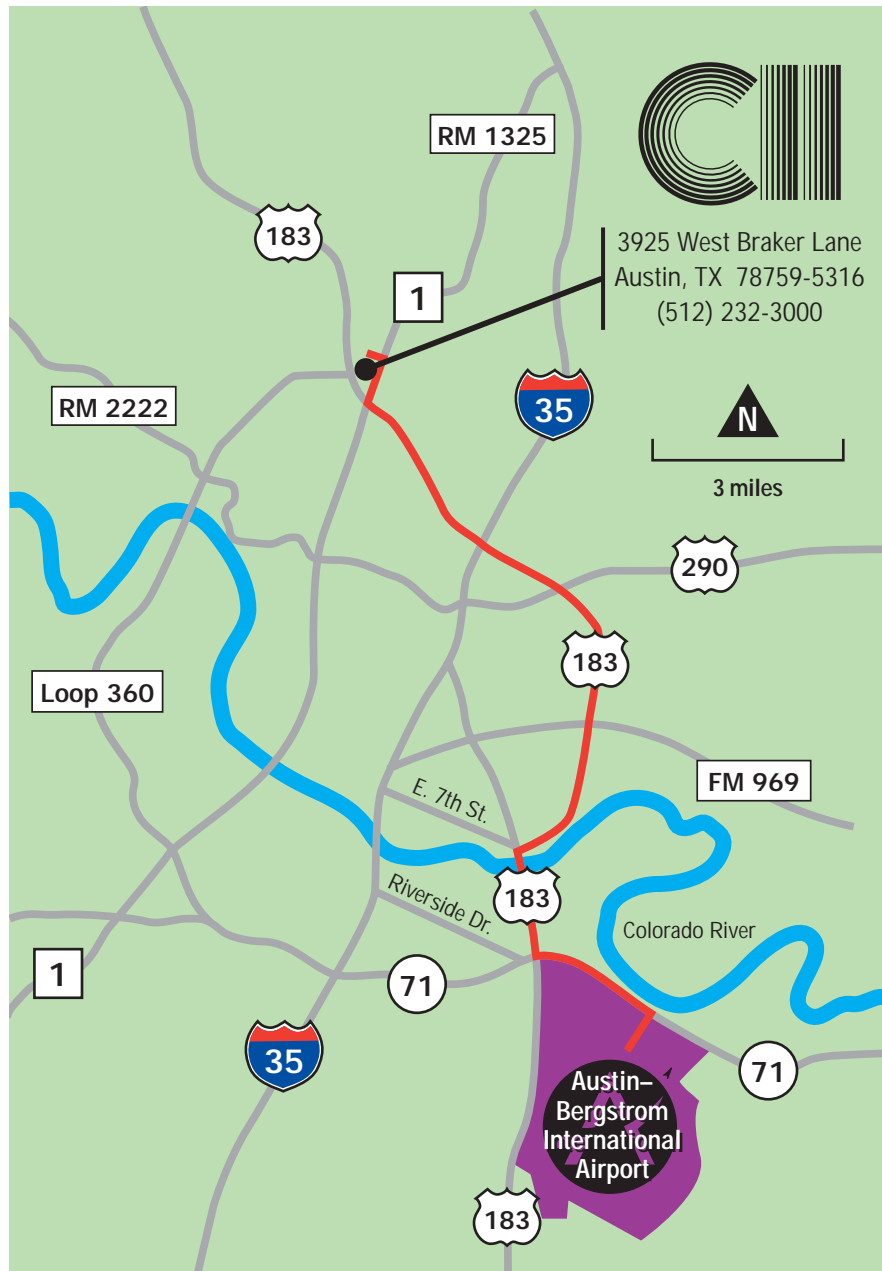 RM 1325
183
3925 West Braker Lane
Austin, TX 78759-5316
(512) 232-3000
1
35
RM 2222
N
3 miles
290
183
Loop 360
FM 969
E. 7th St.
183
Riverside Dr.
Colorado River
1
71
35
71
Austin–
Bergstrom
International
Airport
183